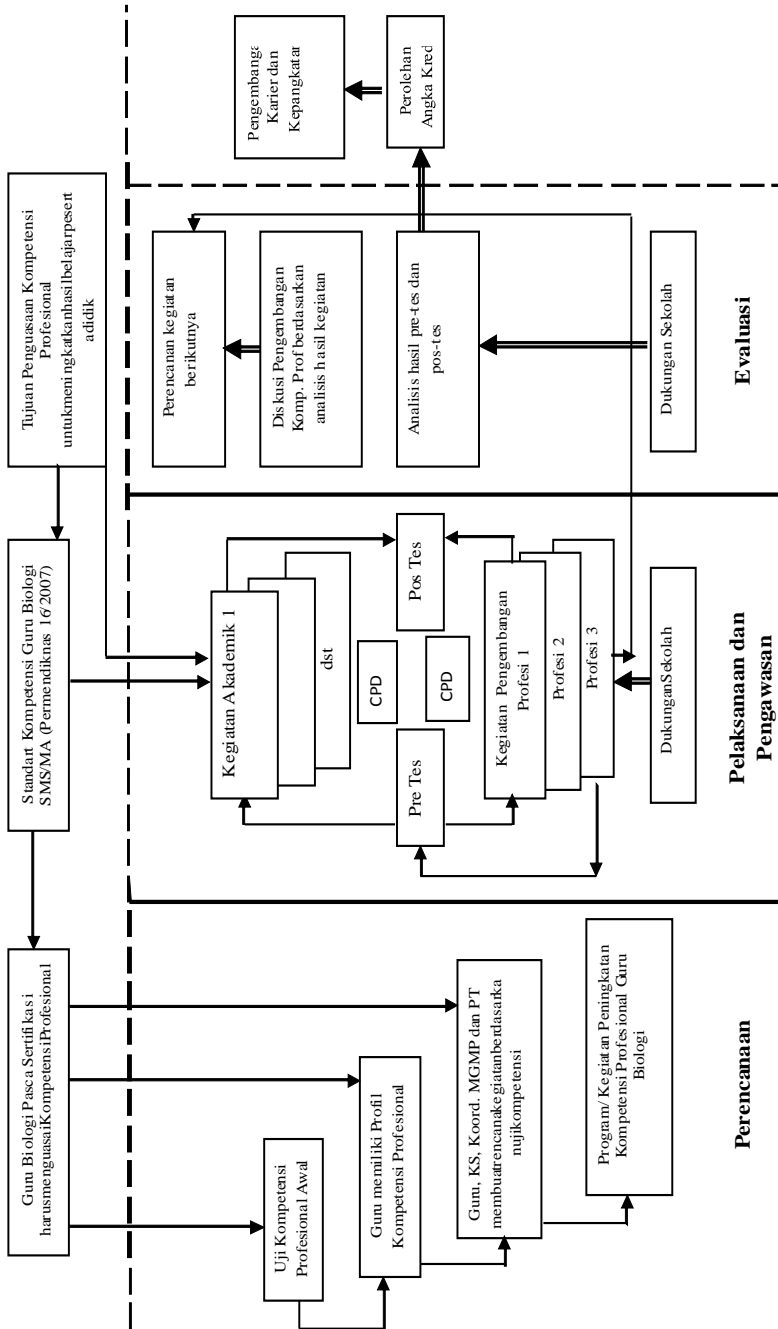 Guru Biologi Pasca Sertifikasi
harusmenguasaiKompetensiProfesional
Standart Kompetensi Guru Biologi
SMS/MA (Permendiknas 16/2007)
Tujuan Penguasaan Kompetensi
Profesional
untukmeningkatkanhasilbelajarpesert
adidik
Uji Kompetensi
Profesional Awal
Guru memiliki Profil
Kompetensi Profesional
Guru, KS, Koord. MGMP dan PT
membuatrencanakegiatanberdasarka
nujikompetensi
Program/ Kegiatan Peningkatan
Kompetensi Profesional Guru
Biologi
Perencanaan
Kegiatan Akademik 1
dst
Pre Tes
CPD
CPD
Pos Tes
Kegiatan Pengembangan
Profesi 1
Profesi 2
Profesi 3
DukunganSekolah
Pelaksanaan dan
Pengawasan
Perencanan kegiatan
berikutnya
Diskusi Pengembangan
Komp. Prof berdasarkan
analisis hasil kegiatan
Analisis hasil pre-tes dan
pos-tes
Dukungan Sekolah
Evaluasi
Pengembanga
Karier dan
Kepangkatar
Perolehan
Angka Kred